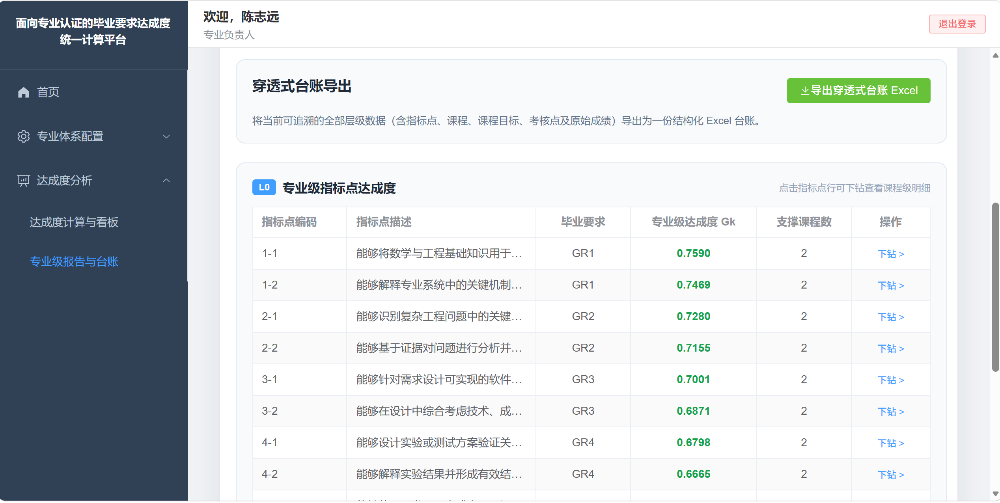 面向专业认证的毕业要求达成度
统一计算平台
首页
专业体系配置
达成度分析
达成度计算与看板
专业级报告与台账
欢迎，陈志远
专业负责人
退出登录
穿透式台账导出
导出穿透式台账 Excel
将当前可追溯的全部层级数据（含指标点、课程、课程目标、考核点及原始成绩）导出为一份结构化 Excel 台账。
L0 专业级指标点达成度 点击指标点行可下钻查看课程级明细
指标点编码 指标点描述 毕业要求 专业级达成度 Gk 支撑课程数 操作
1-1 能够将数学与工程基础知识用于… GR1 0.7590 2 下钻 >
1-2 能够解释专业系统中的关键机制… GR1 0.7469 2 下钻 >
2-1 能够识别复杂工程问题中的关键… GR2 0.7280 2 下钻 >
2-2 能够基于证据对问题进行分析并… GR2 0.7155 2 下钻 >
3-1 能够针对需求设计可实现的软件… GR3 0.7001 2 下钻 >
3-2 能够在设计中综合考虑技术、成… GR3 0.6871 2 下钻 >
4-1 能够设计实验或测试方案验证关… GR4 0.6798 2 下钻 >
4-2 能够解释实验结果并形成有效结… GR4 0.6665 2 下钻 >